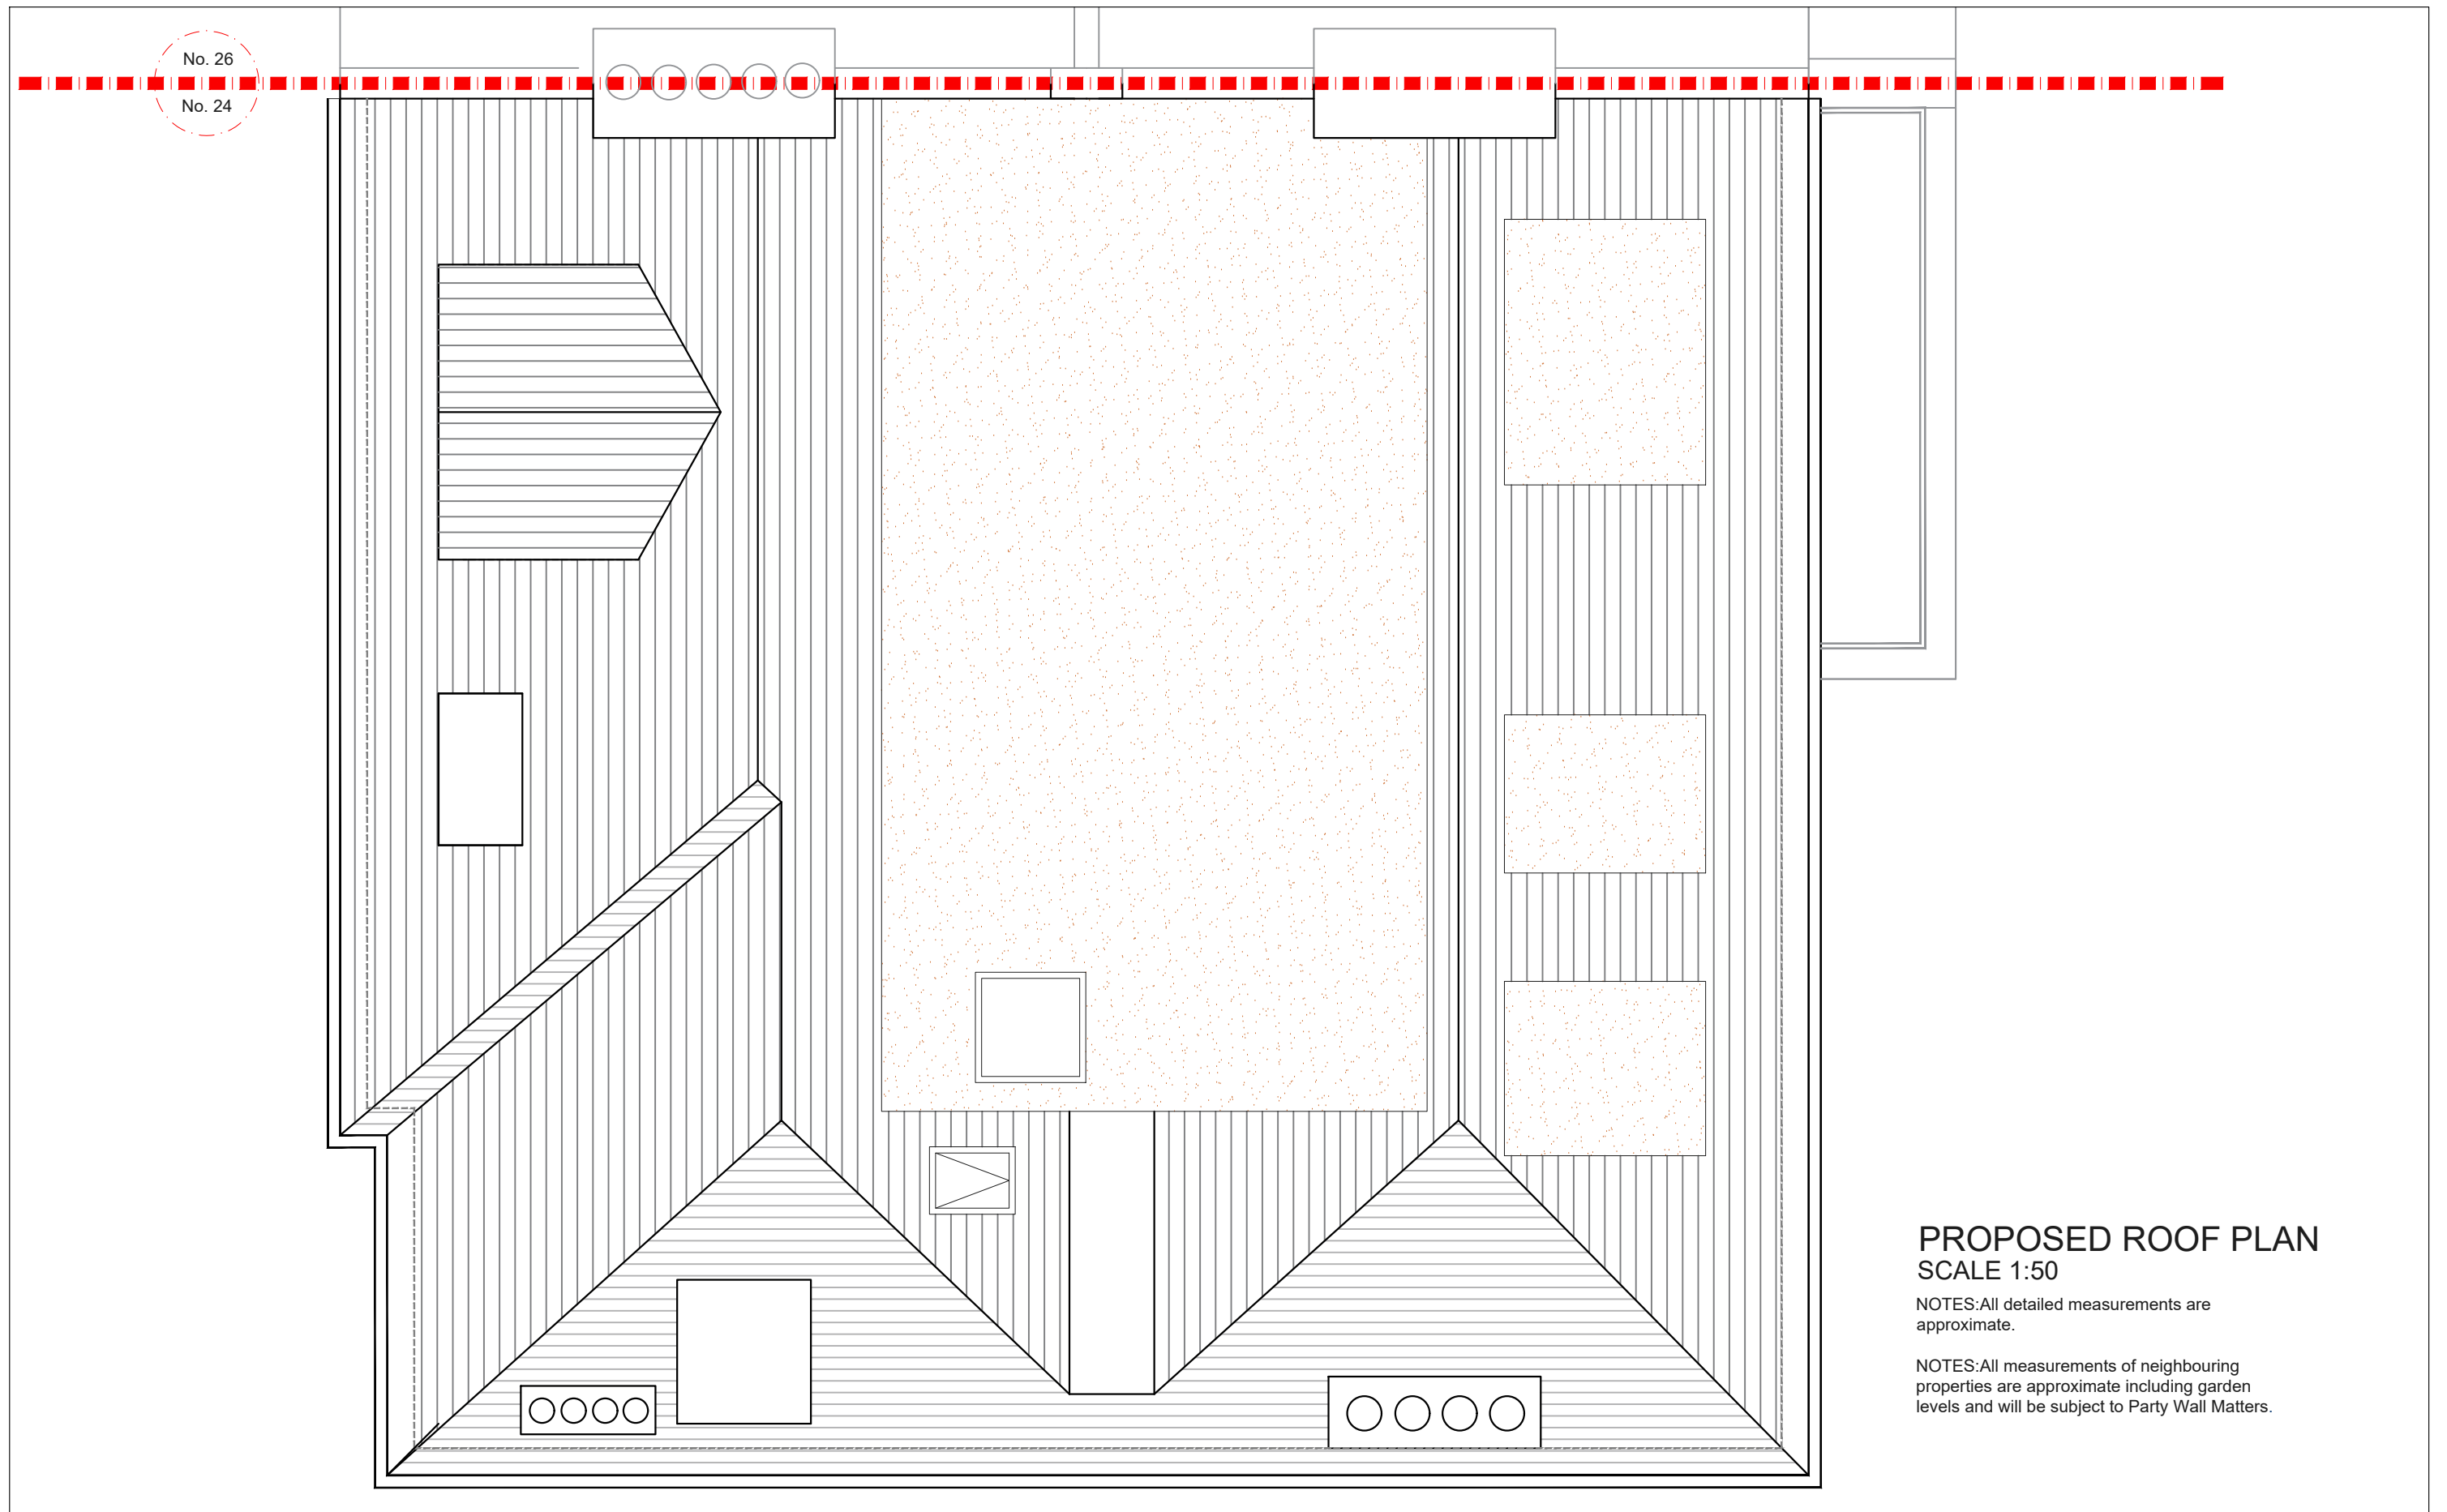 No. 26
No. 24
PROPOSED ROOF PLAN
SCALE 1:50
NOTES:All detailed measurements are
approximate.
NOTES:All measurements of neighbouring
properties are approximate including garden
levels and will be subject to Party Wall Matters.